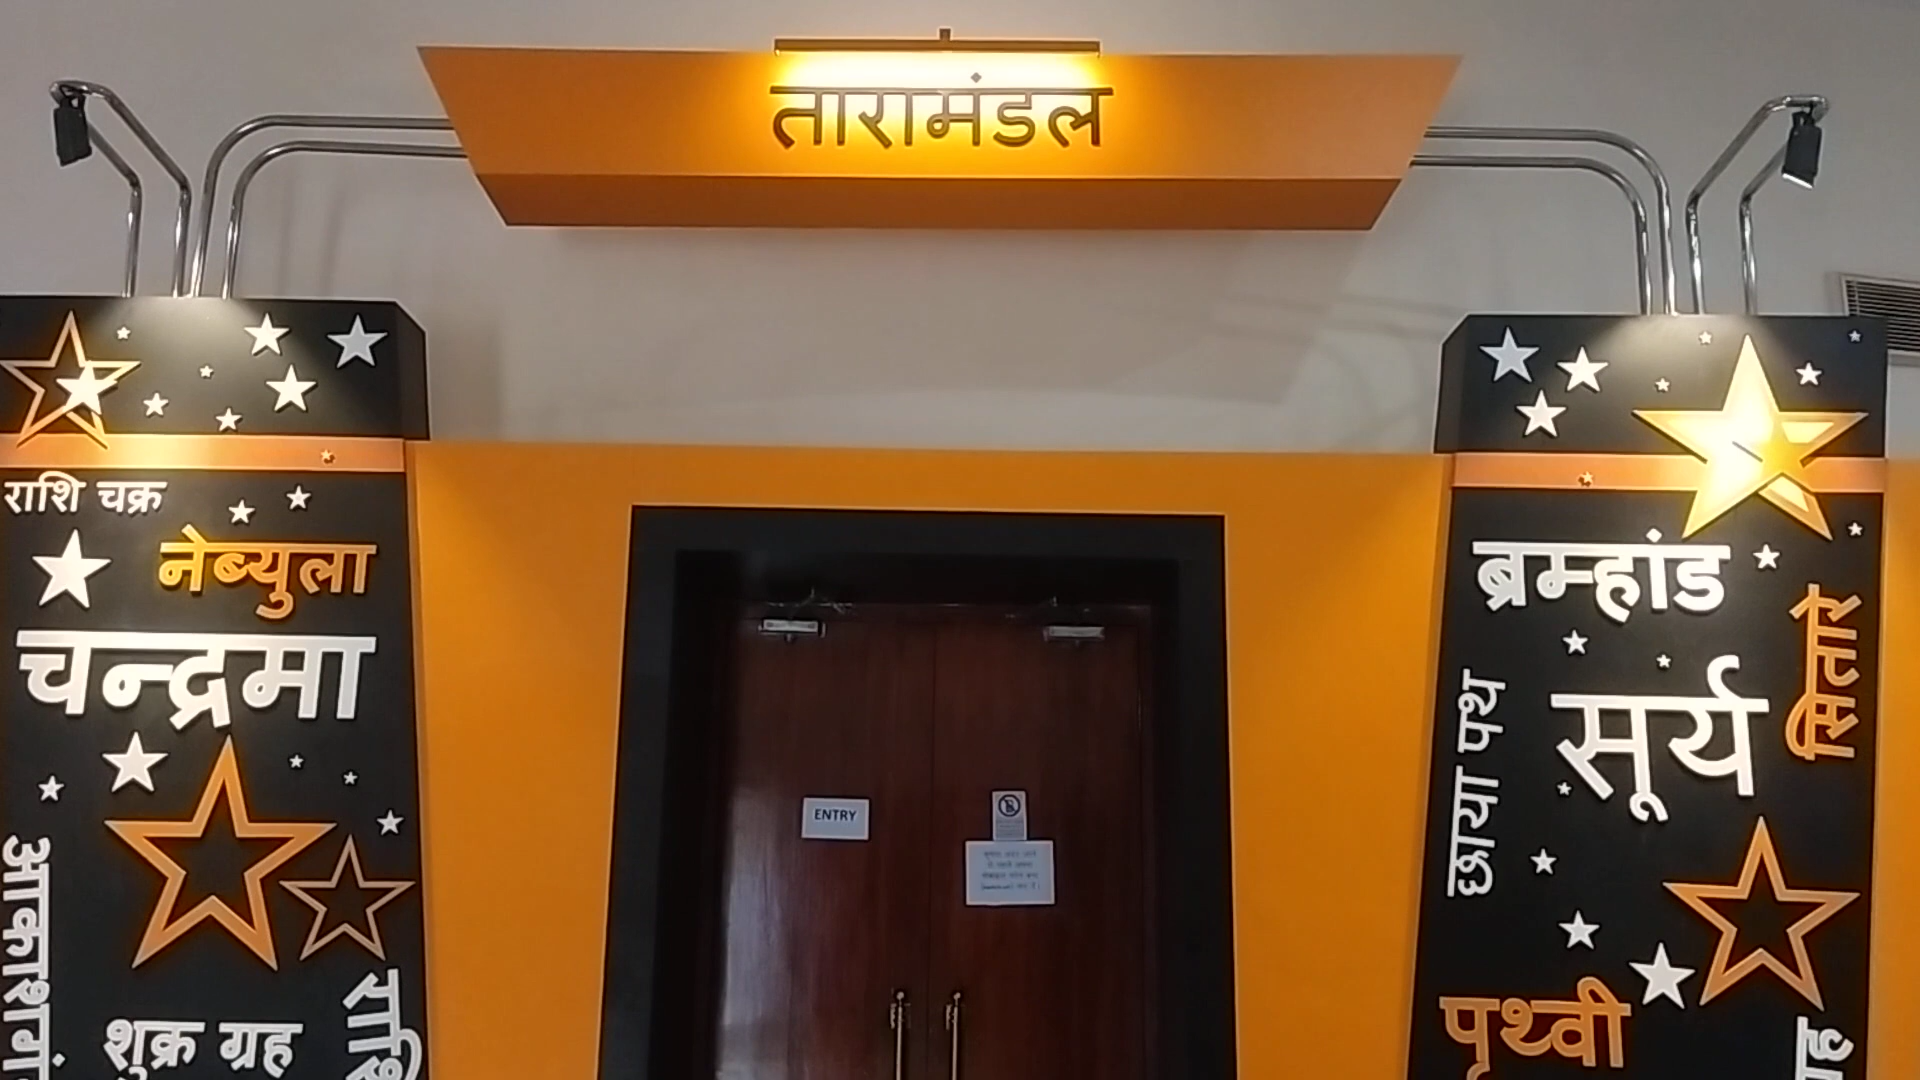 तारामंडल
राशि चक्र
नेब्युला
चन्द्रमा
शुक्र ग्रह
ENTRY
ब्रम्हांड
सितारे
सूर्य
छाया पथ
पृथ्वी